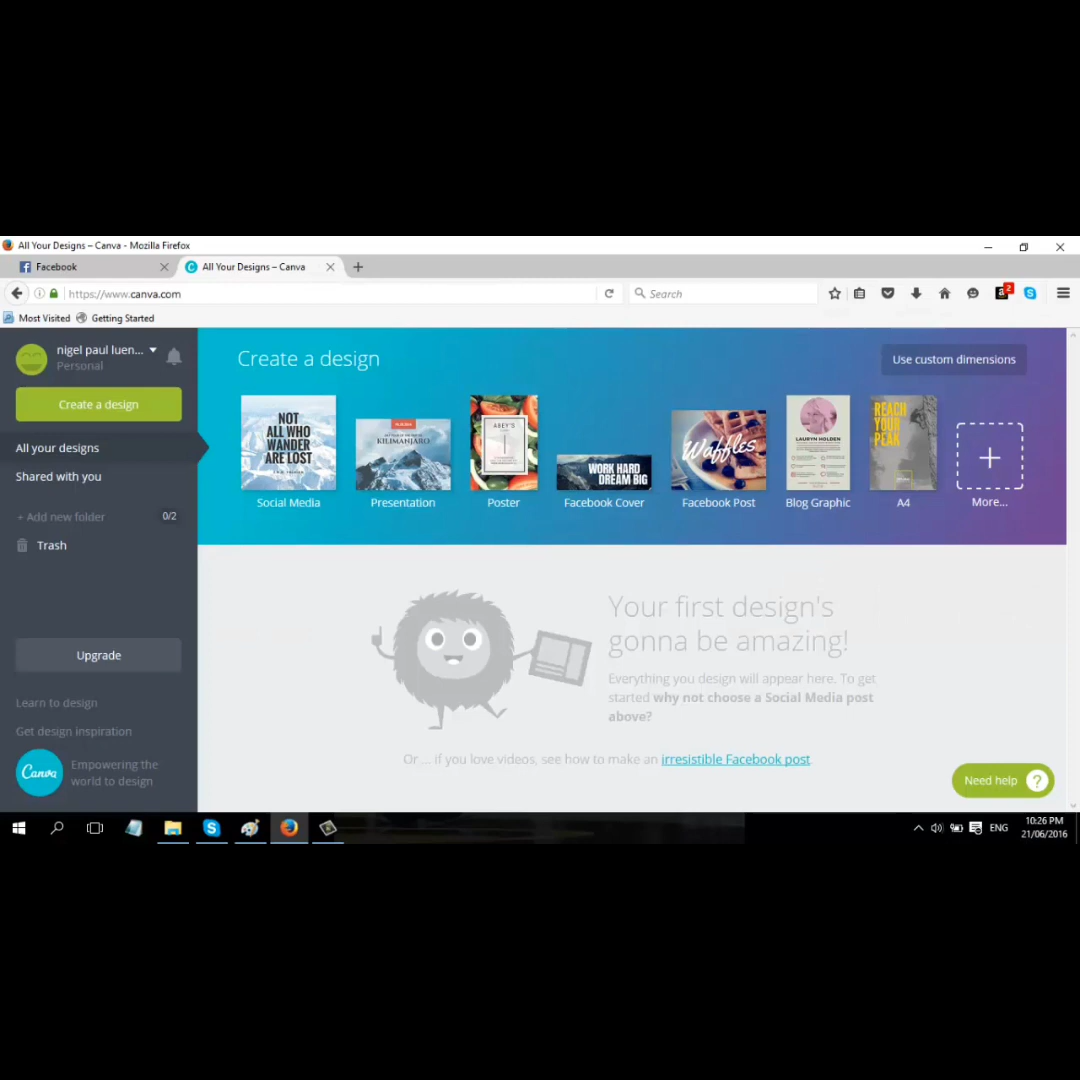 All Your Designs – Canva - Mozilla Firefox
Facebook
All Your Designs – Canva
https://www.canva.com
Search
2
Most Visited
Getting Started
nigel paul luen...
Personal
Create a design
All your designs
Shared with you
+ Add new folder
0/2
Trash
Upgrade
Learn to design
Get design inspiration
Canva
Empowering the
world to design
Create a design
Use custom dimensions
NOT
ALL WHO
WANDER
ARE LOST
KILIMANJARO
ABEY'S
WORK HARD
DREAM BIG
Waffles
LAURYN HOLDEN
REACH
YOUR
PEAK
Social Media
Presentation
Poster
Facebook Cover
Facebook Post
Blog Graphic
A4
More...
Your first design's
gonna be amazing!
Everything you design will appear here. To get
started why not choose a Social Media post
above?
Or ... if you love videos, see how to make an irresistible Facebook post
Need help ?
ENG
10:26 PM
21/06/2016